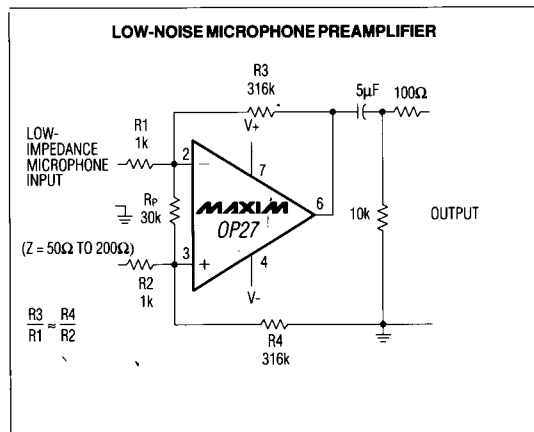 LOW-NOISE MICROPHONE PREAMPLIFIER
R3
316k
5µF
100Ω
V+
LOW-
IMPEDANCE
MICROPHONE
INPUT
R1
1k
2
−
7
RP
30k
MAXIM
OP27
6
10k
OUTPUT
(Z = 50Ω TO 200Ω)
3
+
4
R2
1k
V-
R3
R1
≈
R4
R2
R4
316k